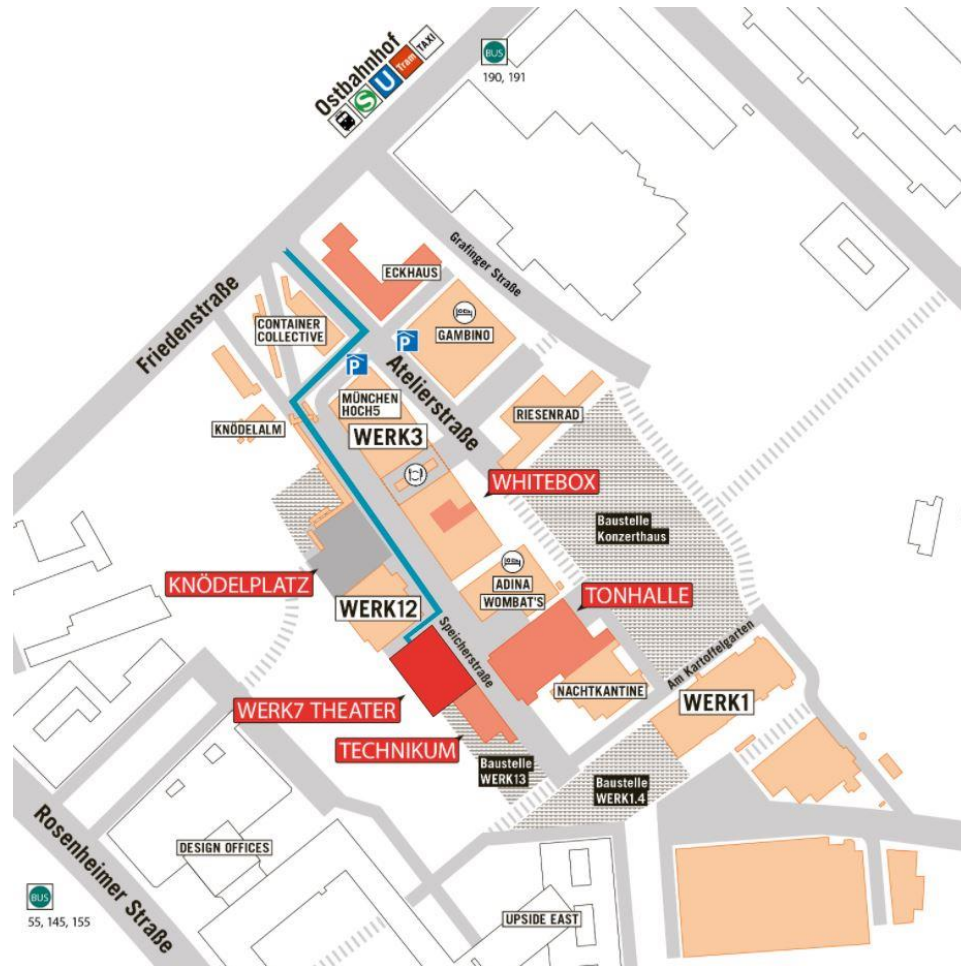 Ostbahnhof
S
U
Tram
TAXI
BUS
190, 191
Grafinger Straße
ECKHAUS
Friedenstraße
CONTAINER
COLLECTIVE
GAMBINO
P
P
Atelierstraße
MÜNCHEN
HOCH5
RIESENRAD
KNÖDELALM
WERK3
WHITEBOX
Baustelle
Konzerthaus
KNÖDELPLATZ
ADINA
WOMBAT'S
TONHALLE
WERK12
Speicherstraße
Am Kartoffelgarten
NACHTKANTINE
WERK1
WERK7 THEATER
TECHNIKUM
Baustelle
WERK13
Baustelle
WERK1.4
Rosenheimer Straße
DESIGN OFFICES
BUS
55, 145, 155
UPSIDE EAST